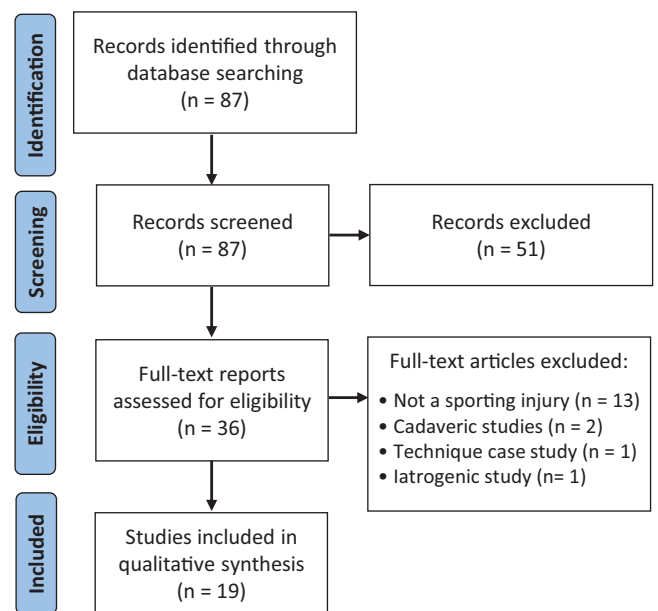 Identification
Records identified through
database searching
(n = 87)
Screening
Records screened
(n = 87)
Records excluded
(n = 51)
Eligibility
Full-text reports
assessed for eligibility
(n = 36)
Full-text articles excluded:
• Not a sporting injury (n = 13)
• Cadaveric studies (n = 2)
• Technique case study (n = 1)
• Iatrogenic study (n= 1)
Included
Studies included in
qualitative synthesis
(n = 19)